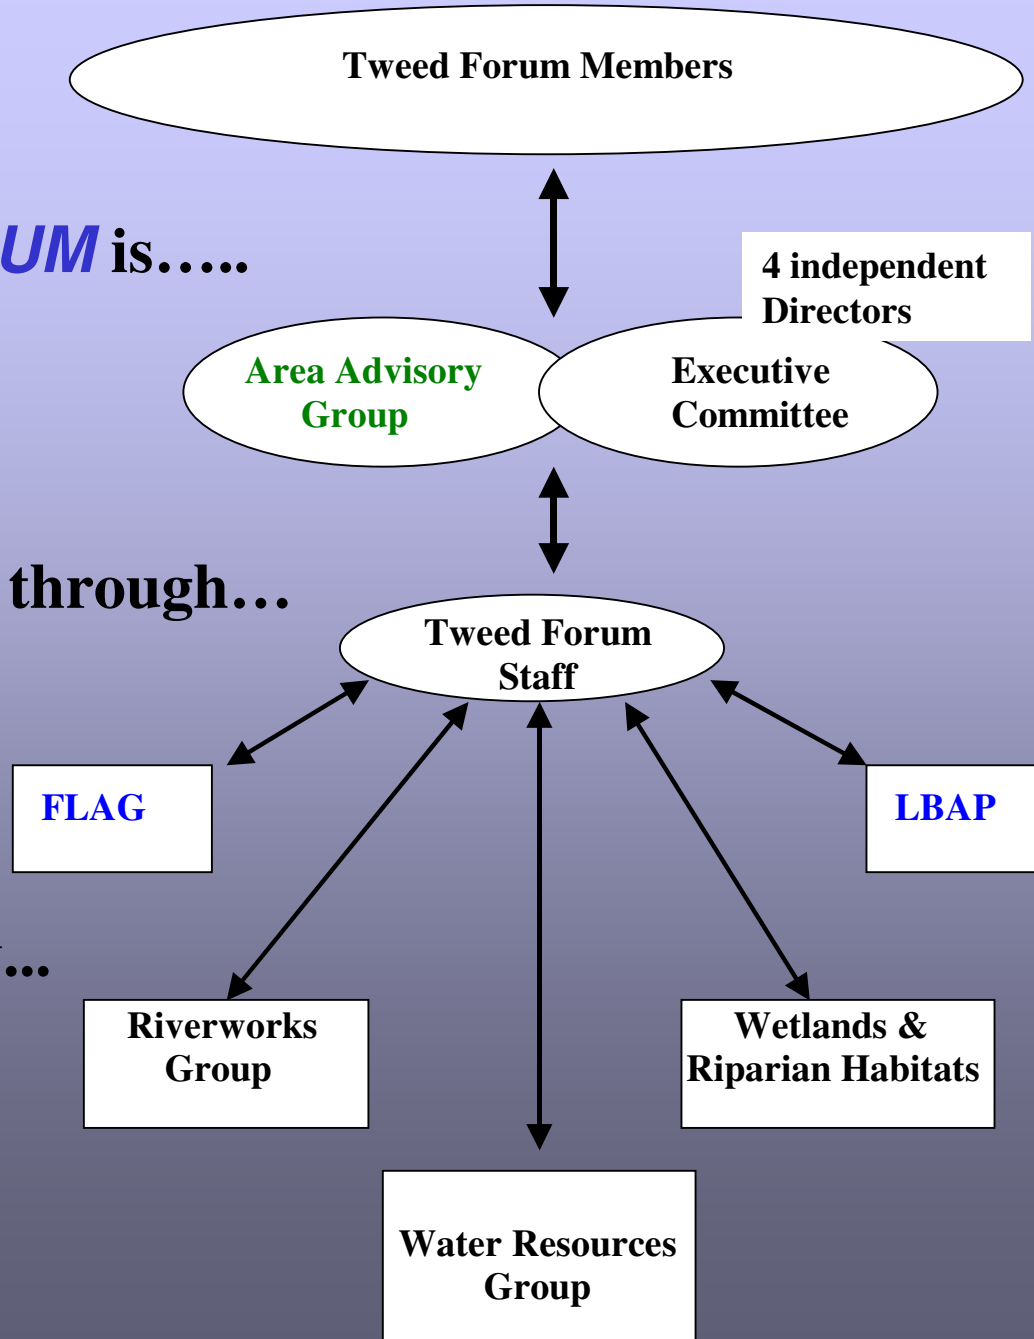 Tweed Forum Members
UM is…..
4 independent
Directors
Area Advisory
Group
Executive
Committee
through…
Tweed Forum
Staff
FLAG
LBAP
...
Riverworks
Group
Wetlands &
Riparian Habitats
Water Resources
Group